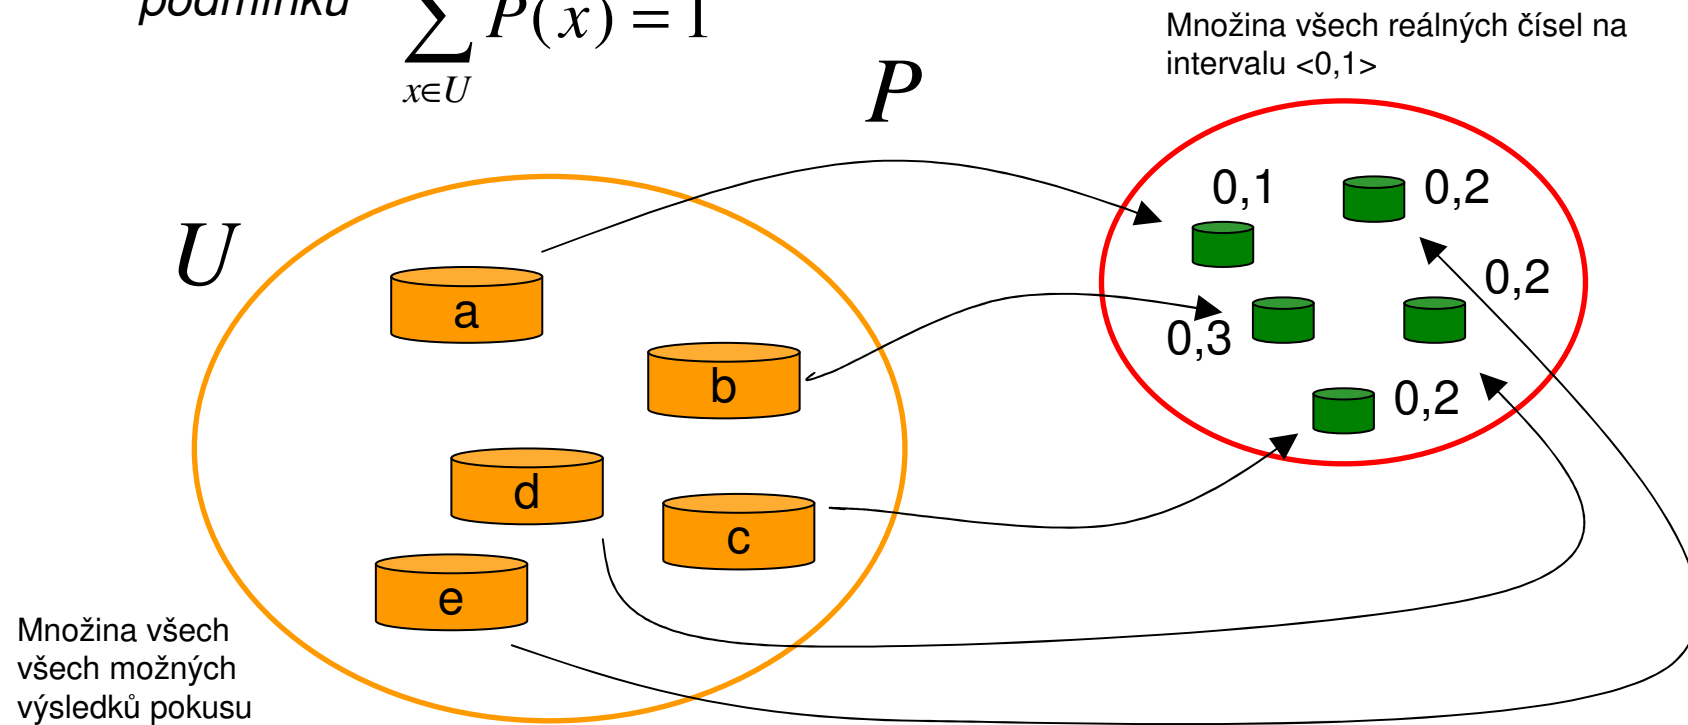 podmínku
∑ P(x) = 1
x∈U
Množina všech reálných čísel na
intervalu <0,1>
P
U
0,1
0,2
0,2
0,3
0,2
a
b
d
c
e
Množina všech
všech možných
výsledků pokusu